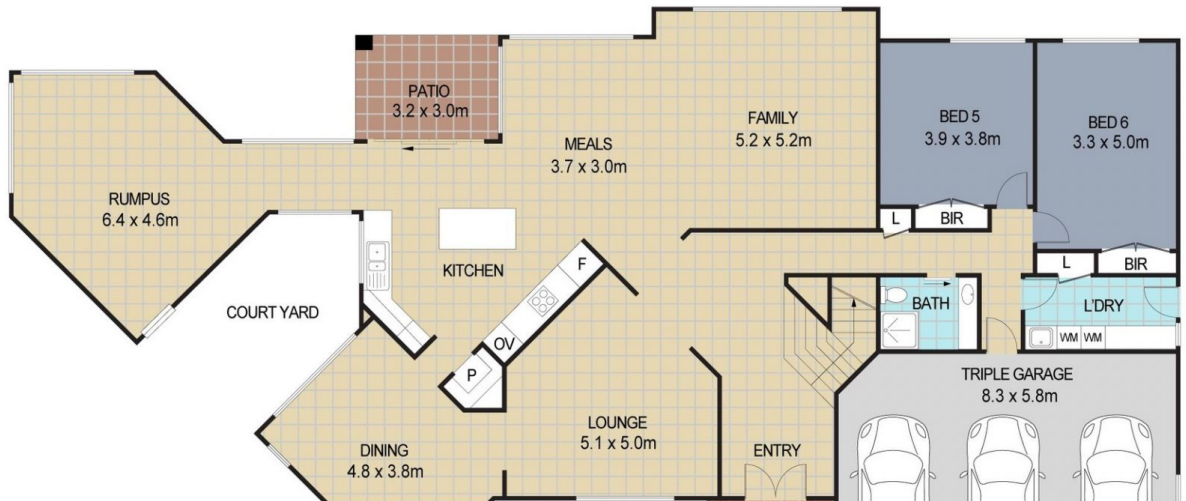 PATIO
3.2 x 3.0m
MEALS
3.7 x 3.0m
FAMILY
5.2 x 5.2m
BED 5
3.9 x 3.8m
BED 6
3.3 x 5.0m
RUMPUS
6.4 x 4.6m
L
BIR
L
BIR
KITCHEN
F
COURT YARD
OV
P
BATH
L'DRY
WM
WM
TRIPLE GARAGE
8.3 x 5.8m
LOUNGE
5.1 x 5.0m
DINING
4.8 x 3.8m
ENTRY